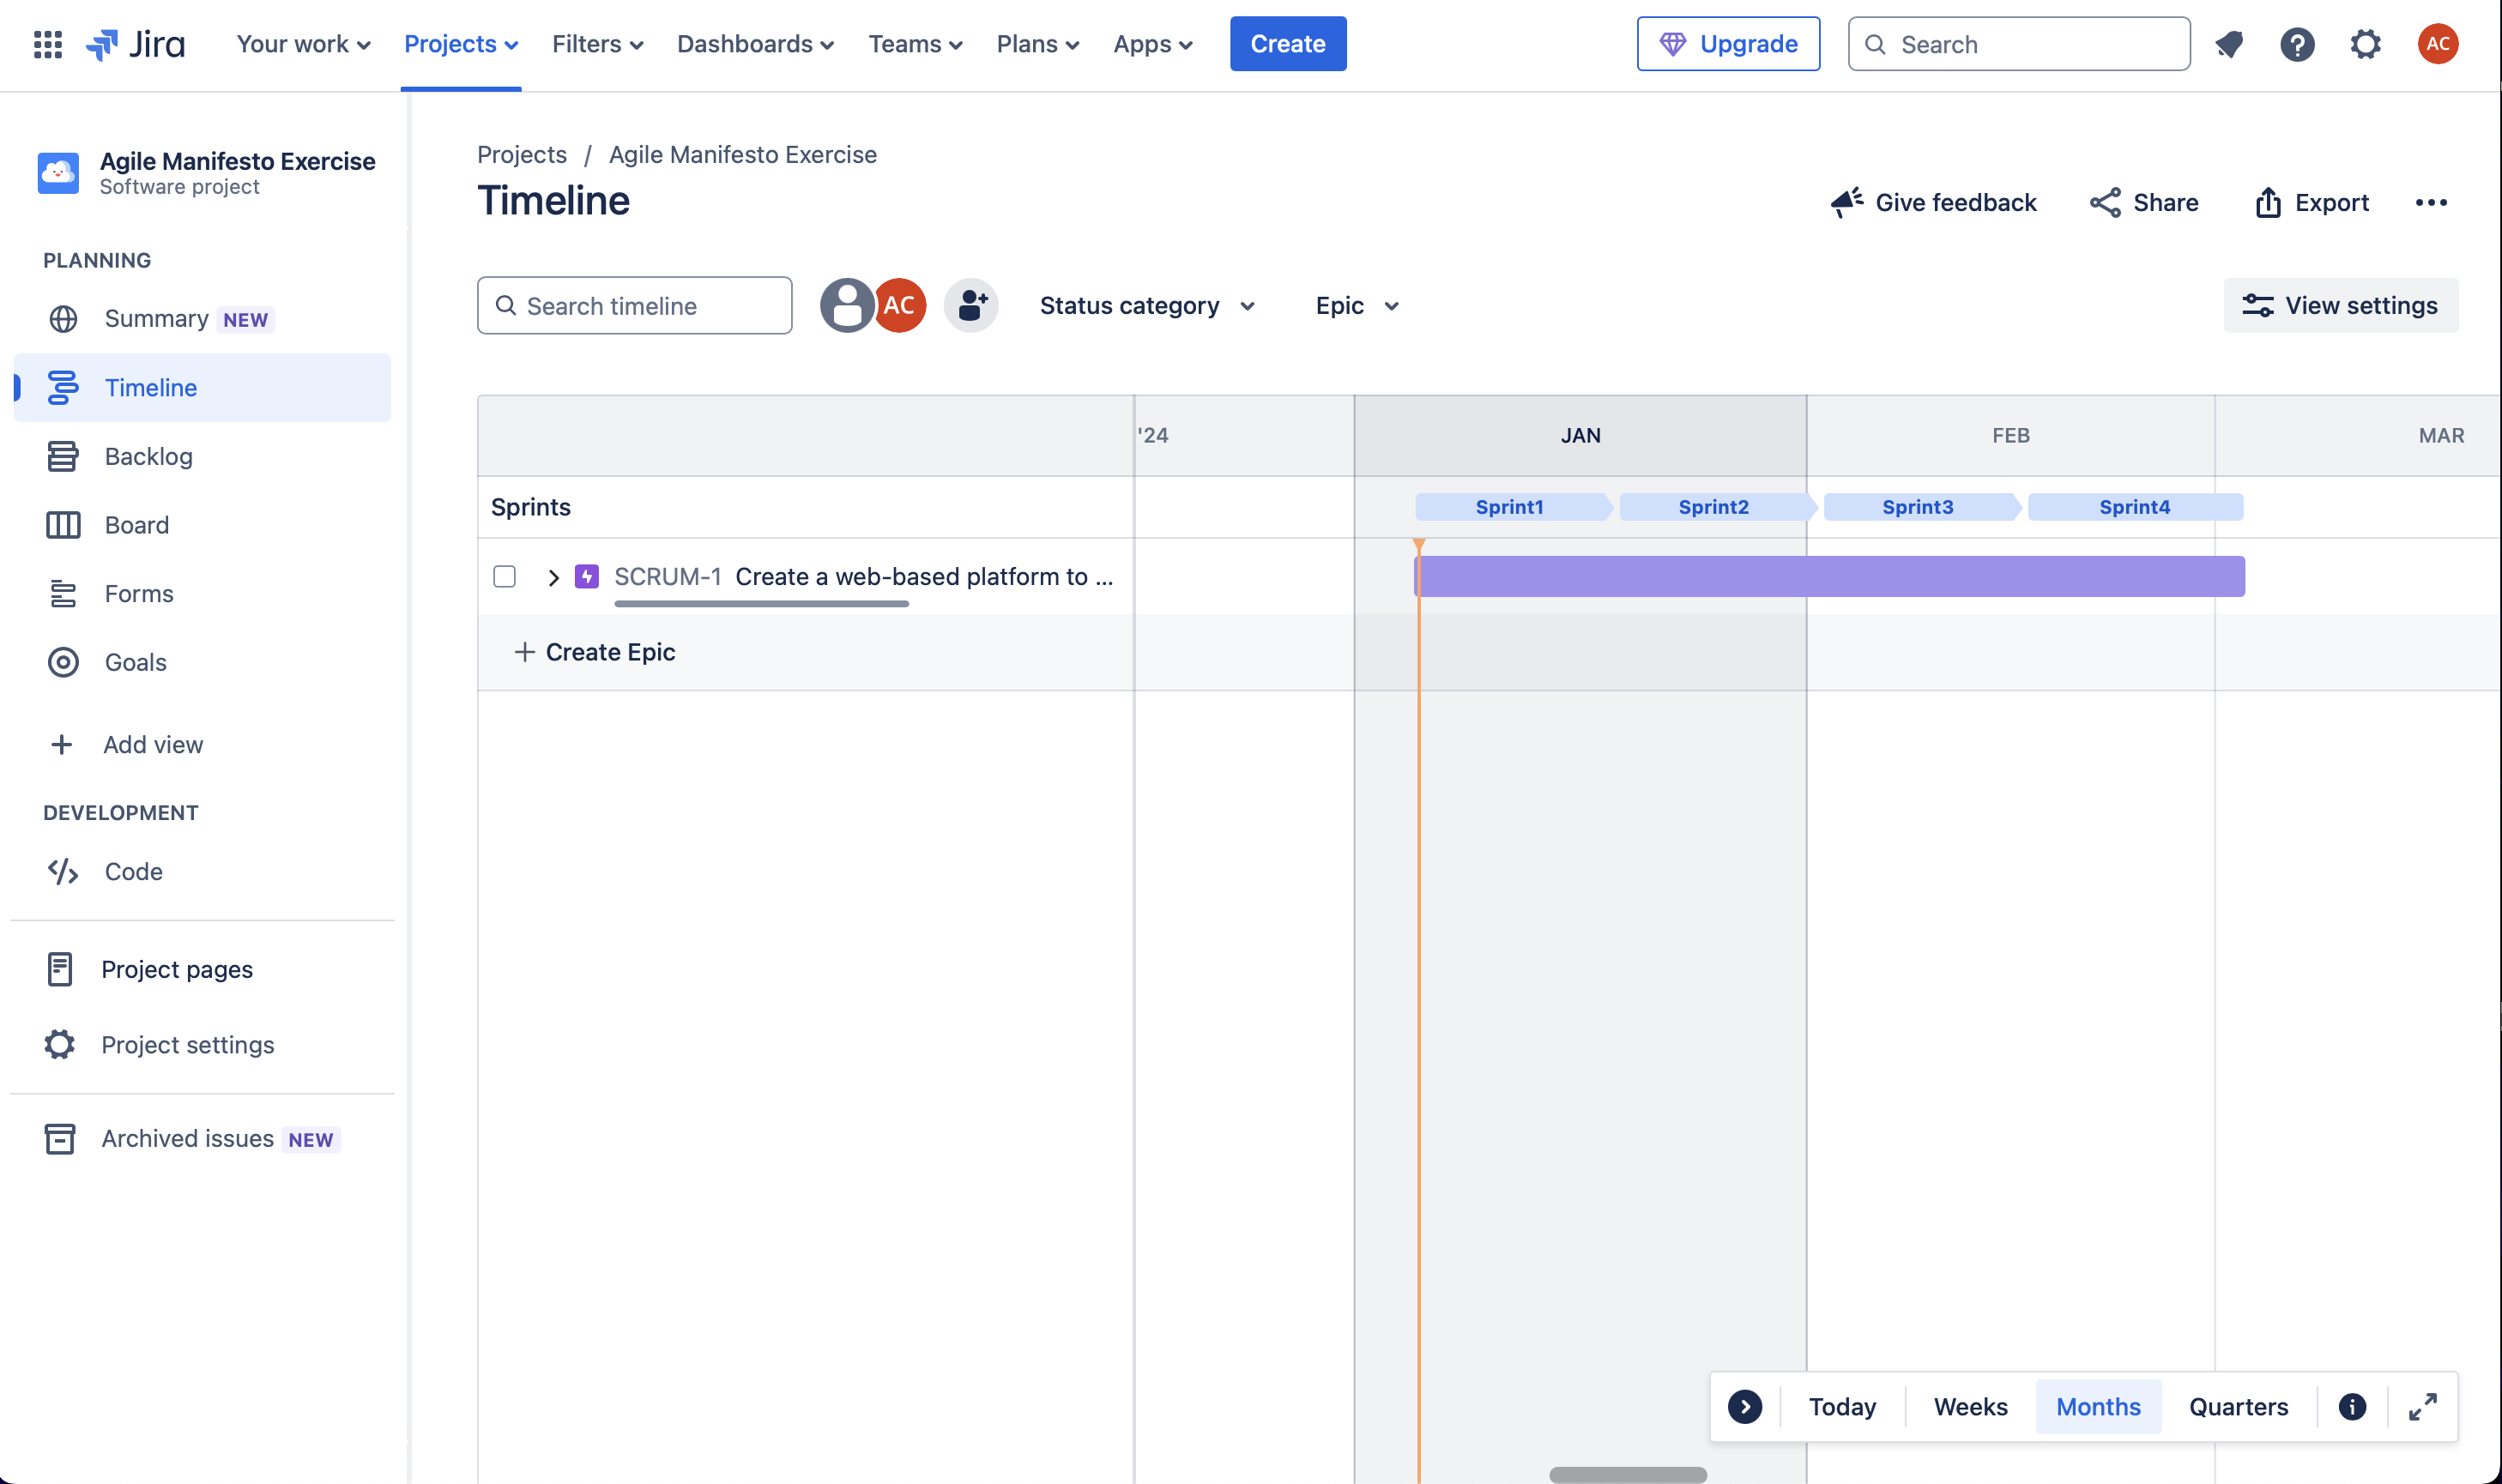 Jira Your work Projects Filters Dashboards Teams Plans Apps Create Upgrade Search AC
Agile Manifesto Exercise
Software project
PLANNING
Summary NEW
Timeline
Backlog
Board
Forms
Goals
Add view
DEVELOPMENT
Code
Project pages
Project settings
Archived issues NEW
Projects / Agile Manifesto Exercise
Timeline
Give feedback Share Export
Search timeline AC Status category Epic View settings
'24 JAN FEB MAR
Sprints Sprint1 Sprint2 Sprint3 Sprint4
SCRUM-1 Create a web-based platform to ...
+ Create Epic
Today Weeks Months Quarters